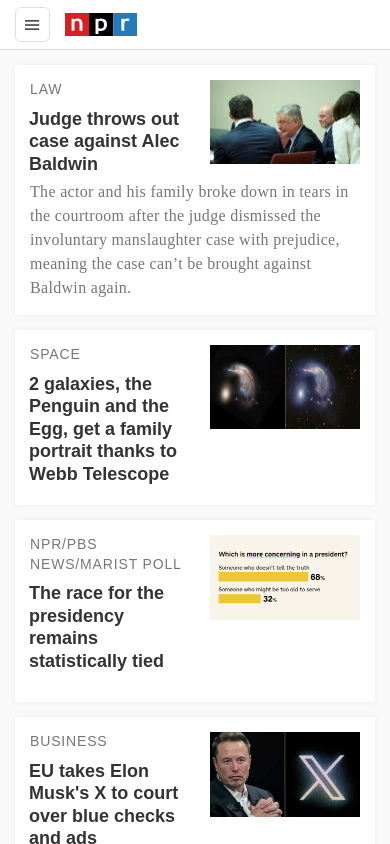 npr
LAW
Judge throws out
case against Alec
Baldwin
The actor and his family broke down in tears in
the courtroom after the judge dismissed the
involuntary manslaughter case with prejudice,
meaning the case can’t be brought against
Baldwin again.
SPACE
2 galaxies, the
Penguin and the
Egg, get a family
portrait thanks to
Webb Telescope
NPR/PBS
NEWS/MARIST POLL
The race for the
presidency
remains
statistically tied
Which is more concerning in a president?
Someone who doesn't tell the truth
68%
Someone who might be too old to serve
32%
BUSINESS
EU takes Elon
Musk's X to court
over blue checks
and ads
X